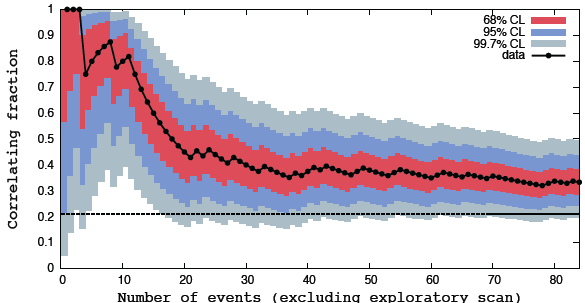 68% CL
95% CL
99.7% CL
data
Correlating fraction
1
0.9
0.8
0.7
0.6
0.5
0.4
0.3
0.2
0.1
0
0 10 20 30 40 50 60 70 80
Number of events (excluding exploratory scan)